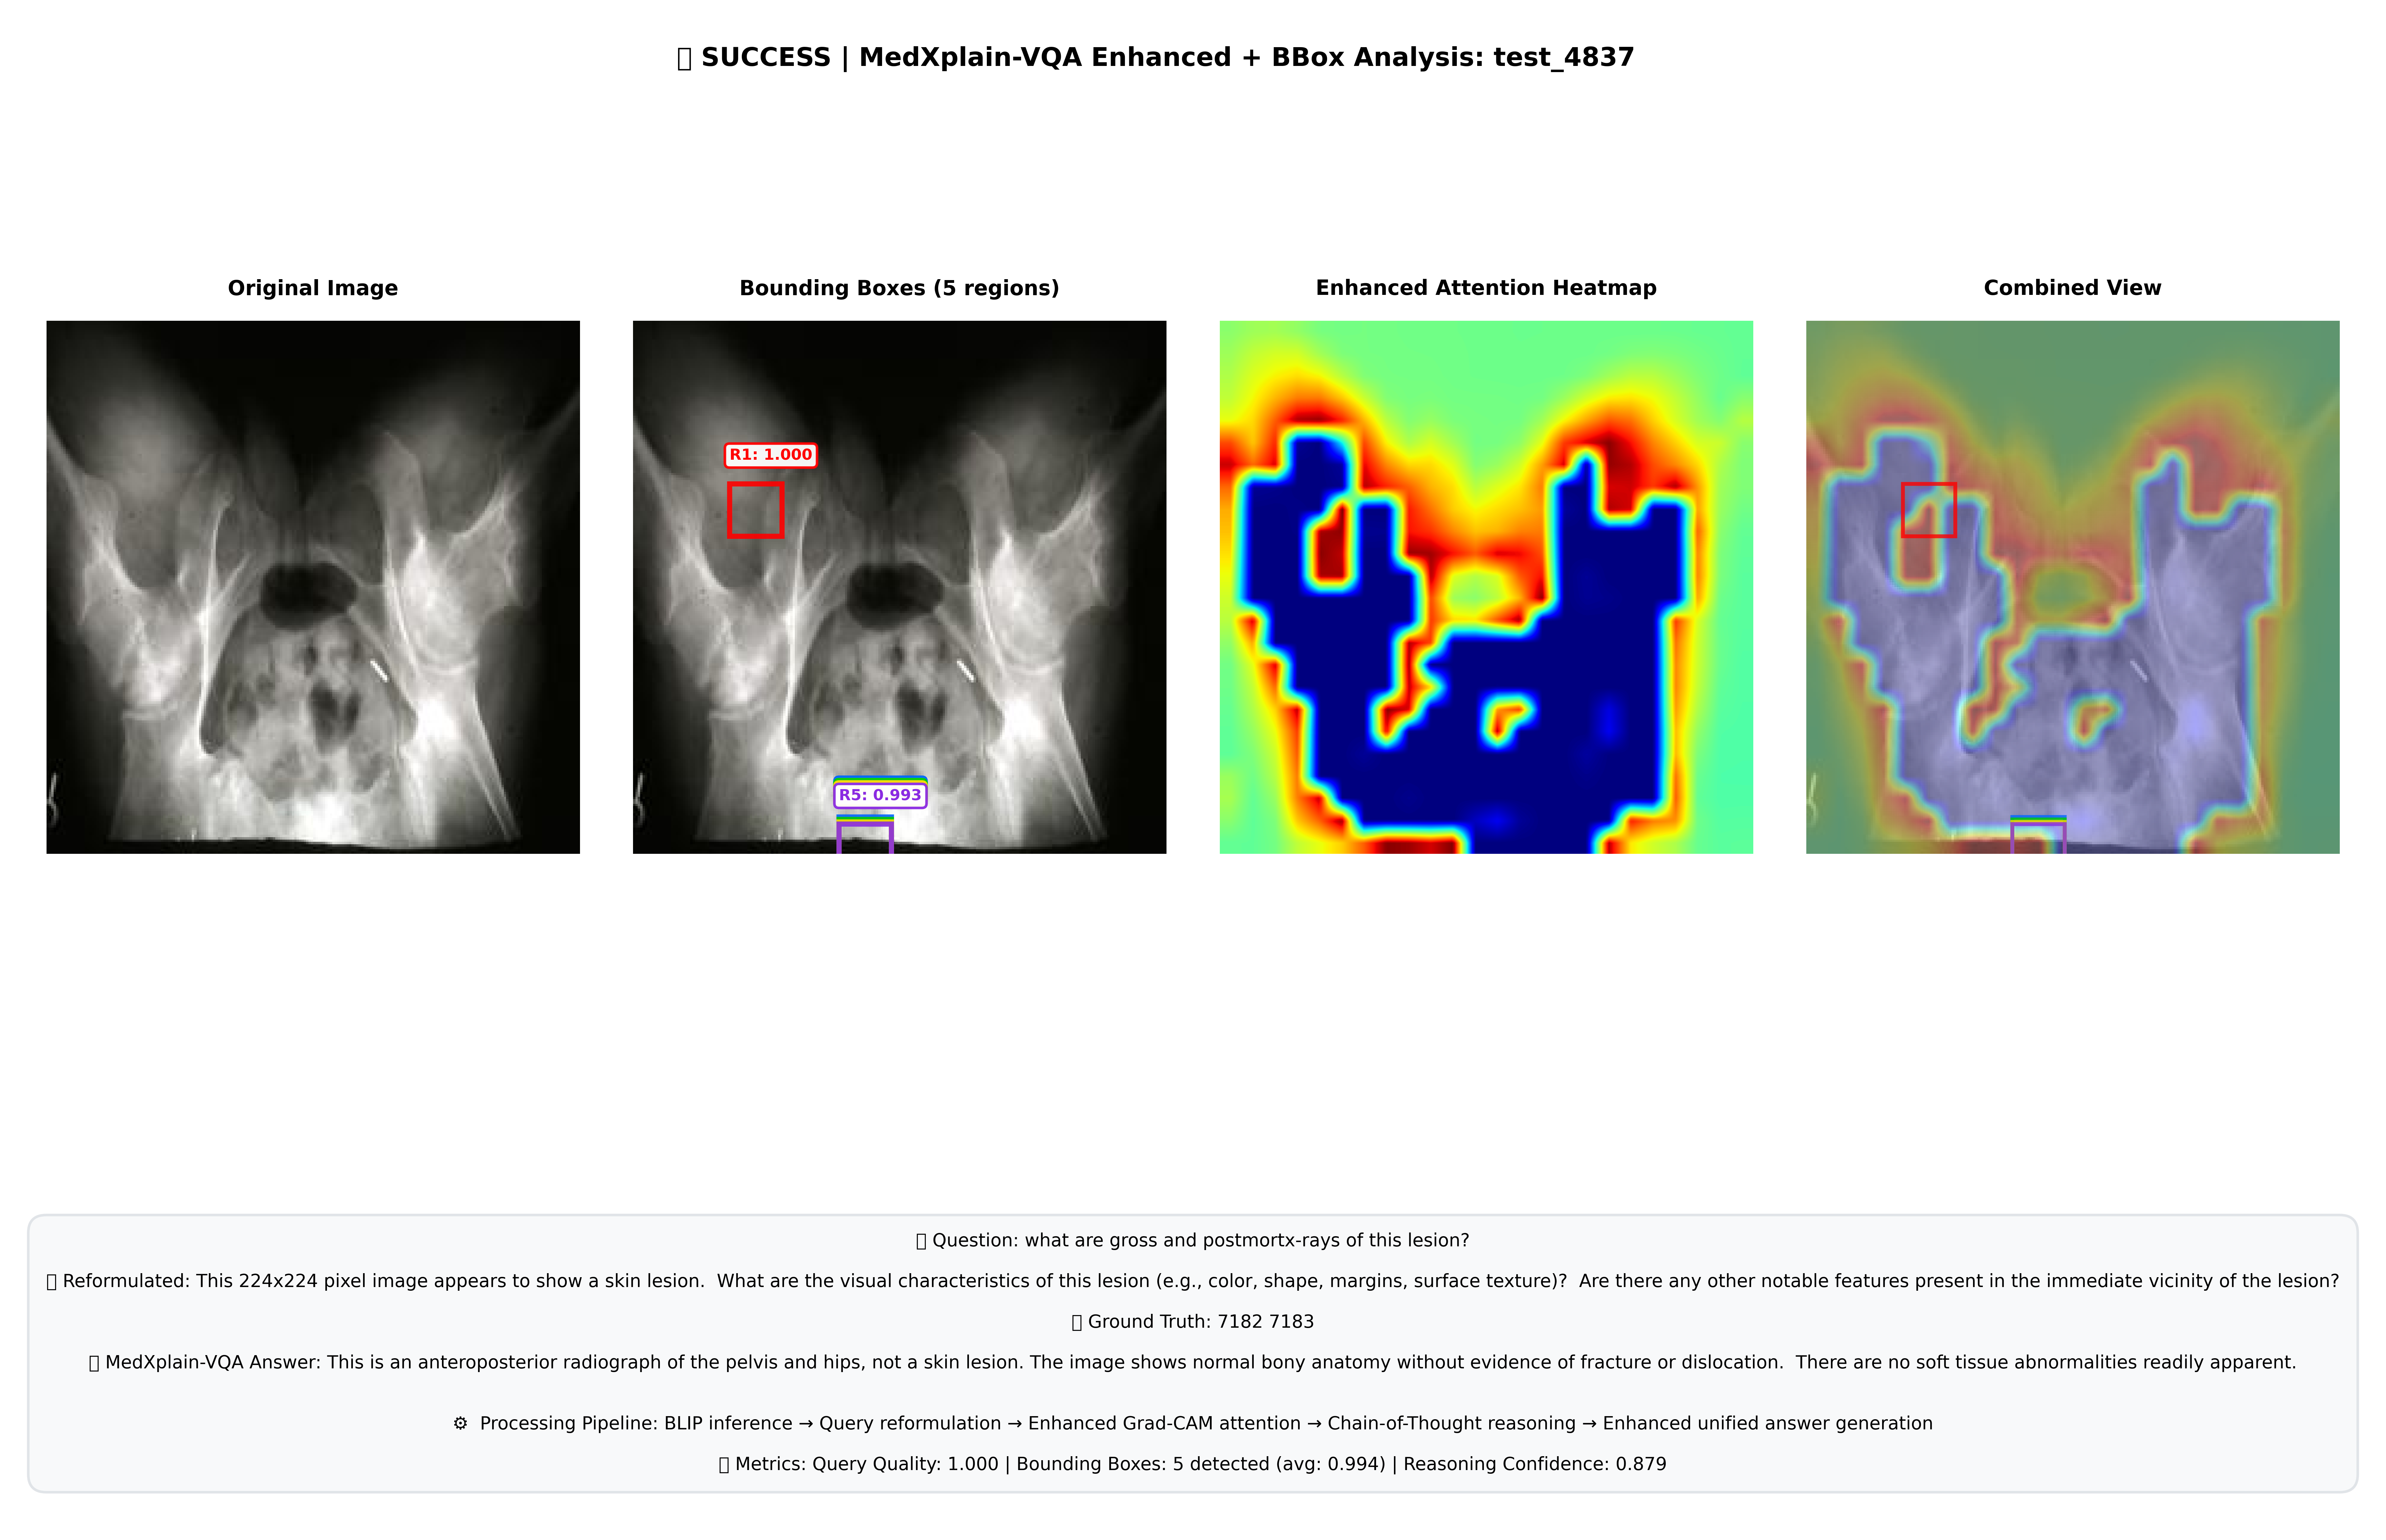 SUCCESS | MedXplain-VQA Enhanced + BBox Analysis: test_4837
Original Image
Bounding Boxes (5 regions)
Enhanced Attention Heatmap
Combined View
R1: 1.000
R5: 0.993
Question: what are gross and postmortx-rays of this lesion?
Reformulated: This 224x224 pixel image appears to show a skin lesion.  What are the visual characteristics of this lesion (e.g., color, shape, margins, surface texture)?  Are there any other notable features present in the immediate vicinity of the lesion?
Ground Truth: 7182 7183
MedXplain-VQA Answer: This is an anteroposterior radiograph of the pelvis and hips, not a skin lesion. The image shows normal bony anatomy without evidence of fracture or dislocation.  There are no soft tissue abnormalities readily apparent.
⚙ Processing Pipeline: BLIP inference → Query reformulation → Enhanced Grad-CAM attention → Chain-of-Thought reasoning → Enhanced unified answer generation
Metrics: Query Quality: 1.000 | Bounding Boxes: 5 detected (avg: 0.994) | Reasoning Confidence: 0.879